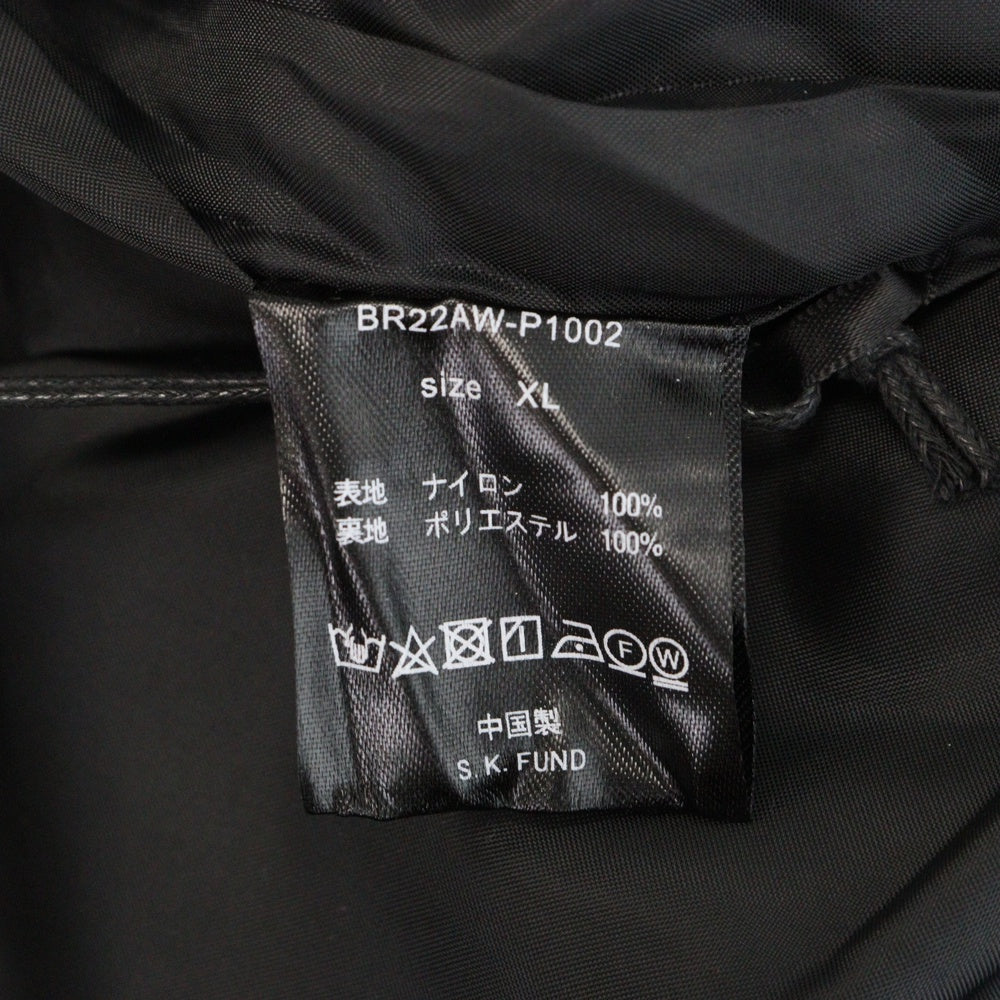 BR22AW-P1002
size XL
表地 ナイロン 100%
裏地 ポリエステル 100%
F W
中国製
S. K. FUND